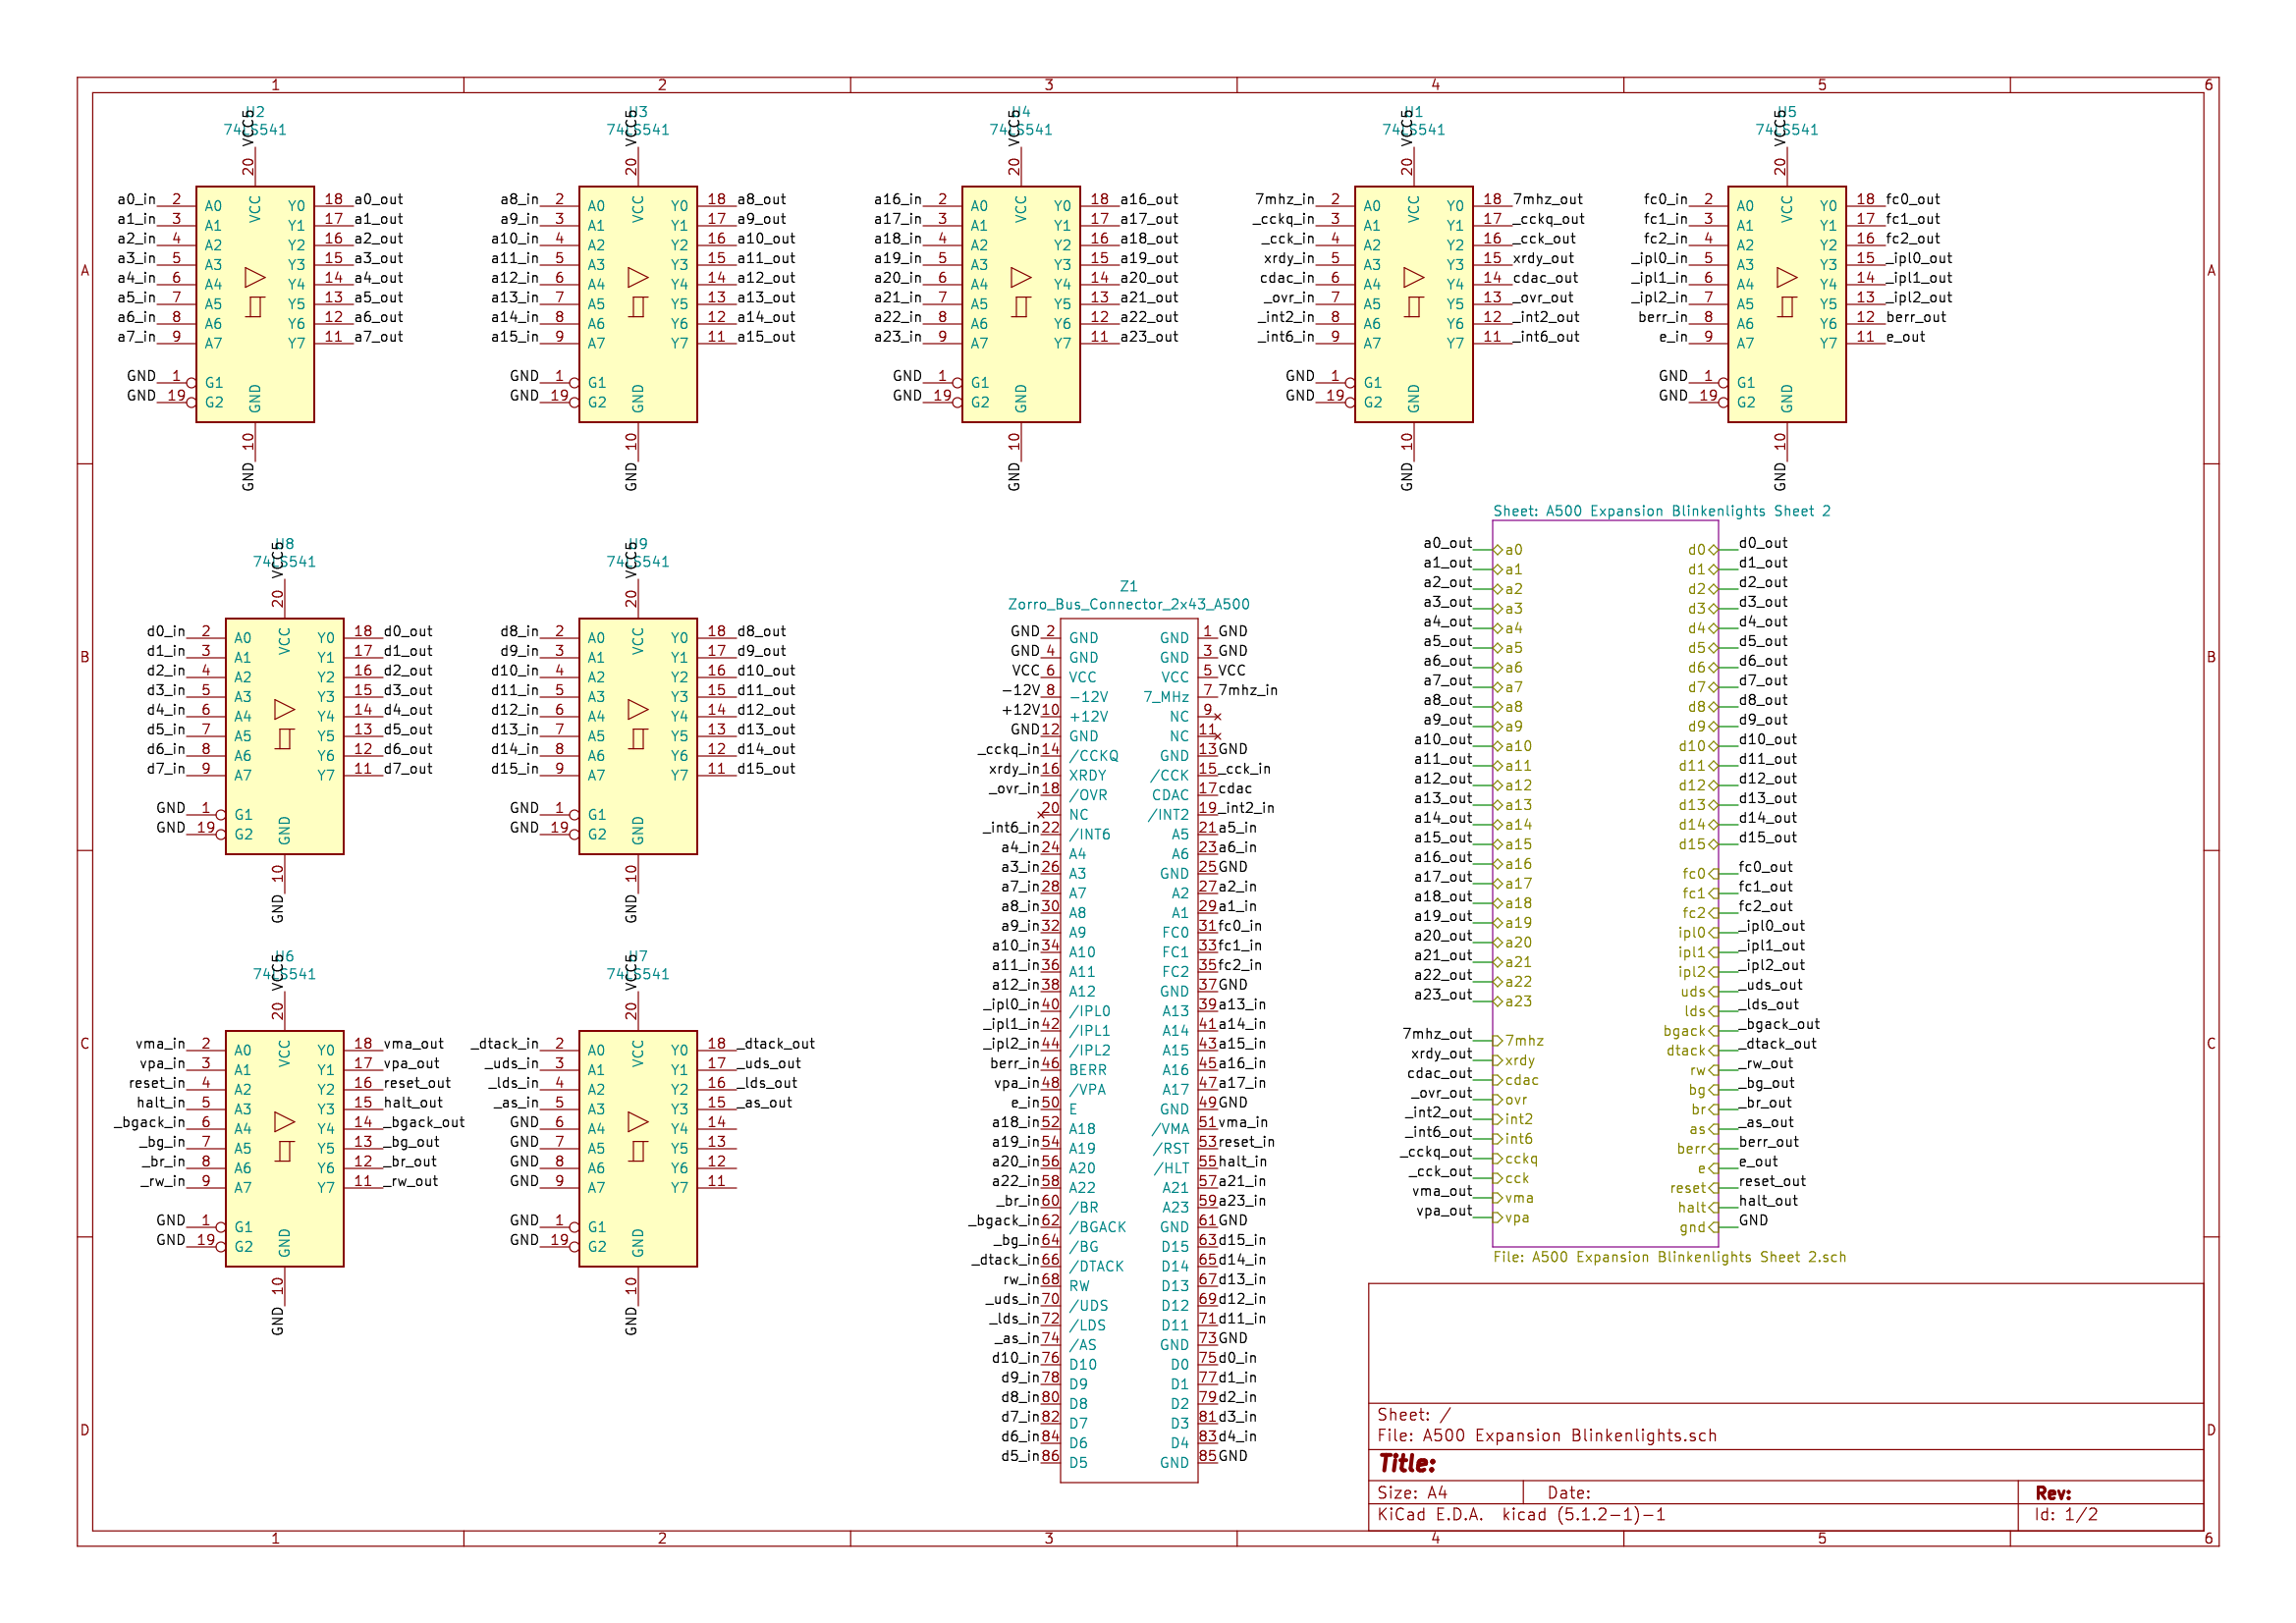 1 2 3 4 5 6
A B C D
U2
74LS541
VCC5
20
a0_in 2 A0 VCC Y0 18 a0_out
a1_in 3 A1 Y1 17 a1_out
a2_in 4 A2 Y2 16 a2_out
a3_in 5 A3 Y3 15 a3_out
a4_in 6 A4 Y4 14 a4_out
a5_in 7 A5 Y5 13 a5_out
a6_in 8 A6 Y6 12 a6_out
a7_in 9 A7 Y7 11 a7_out
GND 1 G1
GND 19 G2 GND
GND 10
U3
74LS541
VCC5
20
a8_in 2 A0 VCC Y0 18 a8_out
a9_in 3 A1 Y1 17 a9_out
a10_in 4 A2 Y2 16 a10_out
a11_in 5 A3 Y3 15 a11_out
a12_in 6 A4 Y4 14 a12_out
a13_in 7 A5 Y5 13 a13_out
a14_in 8 A6 Y6 12 a14_out
a15_in 9 A7 Y7 11 a15_out
GND 1 G1
GND 19 G2 GND
GND 10
U4
74LS541
VCC5
20
a16_in 2 A0 VCC Y0 18 a16_out
a17_in 3 A1 Y1 17 a17_out
a18_in 4 A2 Y2 16 a18_out
a19_in 5 A3 Y3 15 a19_out
a20_in 6 A4 Y4 14 a20_out
a21_in 7 A5 Y5 13 a21_out
a22_in 8 A6 Y6 12 a22_out
a23_in 9 A7 Y7 11 a23_out
GND 1 G1
GND 19 G2 GND
GND 10
U1
74LS541
VCC5
20
7mhz_in 2 A0 VCC Y0 18 7mhz_out
_cckq_in 3 A1 Y1 17 _cckq_out
_cck_in 4 A2 Y2 16 _cck_out
xrdy_in 5 A3 Y3 15 xrdy_out
cdac_in 6 A4 Y4 14 cdac_out
_ovr_in 7 A5 Y5 13 _ovr_out
_int2_in 8 A6 Y6 12 _int2_out
_int6_in 9 A7 Y7 11 _int6_out
GND 1 G1
GND 19 G2 GND
GND 10
U5
74LS541
VCC5
20
fc0_in 2 A0 VCC Y0 18 fc0_out
fc1_in 3 A1 Y1 17 fc1_out
fc2_in 4 A2 Y2 16 fc2_out
_ipl0_in 5 A3 Y3 15 _ipl0_out
_ipl1_in 6 A4 Y4 14 _ipl1_out
_ipl2_in 7 A5 Y5 13 _ipl2_out
berr_in 8 A6 Y6 12 berr_out
e_in 9 A7 Y7 11 e_out
GND 1 G1
GND 19 G2 GND
GND 10
U8
74LS541
VCC5
20
d0_in 2 A0 VCC Y0 18 d0_out
d1_in 3 A1 Y1 17 d1_out
d2_in 4 A2 Y2 16 d2_out
d3_in 5 A3 Y3 15 d3_out
d4_in 6 A4 Y4 14 d4_out
d5_in 7 A5 Y5 13 d5_out
d6_in 8 A6 Y6 12 d6_out
d7_in 9 A7 Y7 11 d7_out
GND 1 G1
GND 19 G2 GND
GND 10
U9
74LS541
VCC5
20
d8_in 2 A0 VCC Y0 18 d8_out
d9_in 3 A1 Y1 17 d9_out
d10_in 4 A2 Y2 16 d10_out
d11_in 5 A3 Y3 15 d11_out
d12_in 6 A4 Y4 14 d12_out
d13_in 7 A5 Y5 13 d13_out
d14_in 8 A6 Y6 12 d14_out
d15_in 9 A7 Y7 11 d15_out
GND 1 G1
GND 19 G2 GND
GND 10
U6
74LS541
VCC5
20
vma_in 2 A0 VCC Y0 18 vma_out
vpa_in 3 A1 Y1 17 vpa_out
reset_in 4 A2 Y2 16 reset_out
halt_in 5 A3 Y3 15 halt_out
_bgack_in 6 A4 Y4 14 _bgack_out
_bg_in 7 A5 Y5 13 _bg_out
_br_in 8 A6 Y6 12 _br_out
_rw_in 9 A7 Y7 11 _rw_out
GND 1 G1
GND 19 G2 GND
GND 10
U7
74LS541
VCC5
20
_dtack_in 2 A0 VCC Y0 18 _dtack_out
_uds_in 3 A1 Y1 17 _uds_out
_lds_in 4 A2 Y2 16 _lds_out
_as_in 5 A3 Y3 15 _as_out
GND 6 A4 Y4 14
GND 7 A5 Y5 13
GND 8 A6 Y6 12
GND 9 A7 Y7 11
GND 1 G1
GND 19 G2 GND
GND 10
Z1
Zorro_Bus_Connector_2x43_A500
GND 2 GND GND 1 GND
GND 4 GND GND 3 GND
VCC 6 VCC VCC 5 VCC
-12V 8 -12V 7_MHz 7 7mhz_in
+12V 10 +12V NC 9
GND 12 GND NC 11
_cckq_in 14 /CCKQ GND 13 GND
xrdy_in 16 XRDY /CCK 15 _cck_in
_ovr_in 18 /OVR CDAC 17 cdac
20 NC /INT2 19 _int2_in
_int6_in 22 /INT6 A5 21 a5_in
a4_in 24 A4 A6 23 a6_in
a3_in 26 A3 GND 25 GND
a7_in 28 A7 A2 27 a2_in
a8_in 30 A8 A1 29 a1_in
a9_in 32 A9 FC0 31 fc0_in
a10_in 34 A10 FC1 33 fc1_in
a11_in 36 A11 FC2 35 fc2_in
a12_in 38 A12 GND 37 GND
_ipl0_in 40 /IPL0 A13 39 a13_in
_ipl1_in 42 /IPL1 A14 41 a14_in
_ipl2_in 44 /IPL2 A15 43 a15_in
berr_in 46 BERR A16 45 a16_in
vpa_in 48 /VPA A17 47 a17_in
e_in 50 E GND 49 GND
a18_in 52 A18 /VMA 51 vma_in
a19_in 54 A19 /RST 53 reset_in
a20_in 56 A20 /HLT 55 halt_in
a22_in 58 A22 A21 57 a21_in
_br_in 60 /BR A23 59 a23_in
_bgack_in 62 /BGACK GND 61 GND
_bg_in 64 /BG D15 63 d15_in
_dtack_in 66 /DTACK D14 65 d14_in
rw_in 68 RW D13 67 d13_in
_uds_in 70 /UDS D12 69 d12_in
_lds_in 72 /LDS D11 71 d11_in
_as_in 74 /AS GND 73 GND
d10_in 76 D10 D0 75 d0_in
d9_in 78 D9 D1 77 d1_in
d8_in 80 D8 D2 79 d2_in
d7_in 82 D7 D3 81 d3_in
d6_in 84 D6 D4 83 d4_in
d5_in 86 D5 GND 85 GND
Sheet: A500 Expansion Blinkenlights Sheet 2
a0_out a0 d0 d0_out
a1_out a1 d1 d1_out
a2_out a2 d2 d2_out
a3_out a3 d3 d3_out
a4_out a4 d4 d4_out
a5_out a5 d5 d5_out
a6_out a6 d6 d6_out
a7_out a7 d7 d7_out
a8_out a8 d8 d8_out
a9_out a9 d9 d9_out
a10_out a10 d10 d10_out
a11_out a11 d11 d11_out
a12_out a12 d12 d12_out
a13_out a13 d13 d13_out
a14_out a14 d14 d14_out
a15_out a15 d15 d15_out
a16_out a16 fc0 fc0_out
a17_out a17 fc1 fc1_out
a18_out a18 fc2 fc2_out
a19_out a19 ipl0 _ipl0_out
a20_out a20 ipl1 _ipl1_out
a21_out a21 ipl2 _ipl2_out
a22_out a22 uds _uds_out
a23_out a23 lds _lds_out
bgack _bgack_out
7mhz_out 7mhz dtack _dtack_out
xrdy_out xrdy rw _rw_out
cdac_out cdac bg _bg_out
_ovr_out ovr br _br_out
_int2_out int2 as _as_out
_int6_out int6 berr berr_out
_cckq_out cckq e e_out
_cck_out cck reset reset_out
vma_out vma halt halt_out
vpa_out vpa gnd GND
File: A500 Expansion Blinkenlights Sheet 2.sch
Sheet: /
File: A500 Expansion Blinkenlights.sch
Title:
Size: A4 Date: Rev:
KiCad E.D.A. kicad (5.1.2-1)-1 Id: 1/2
A B C D
1 2 3 4 5 6